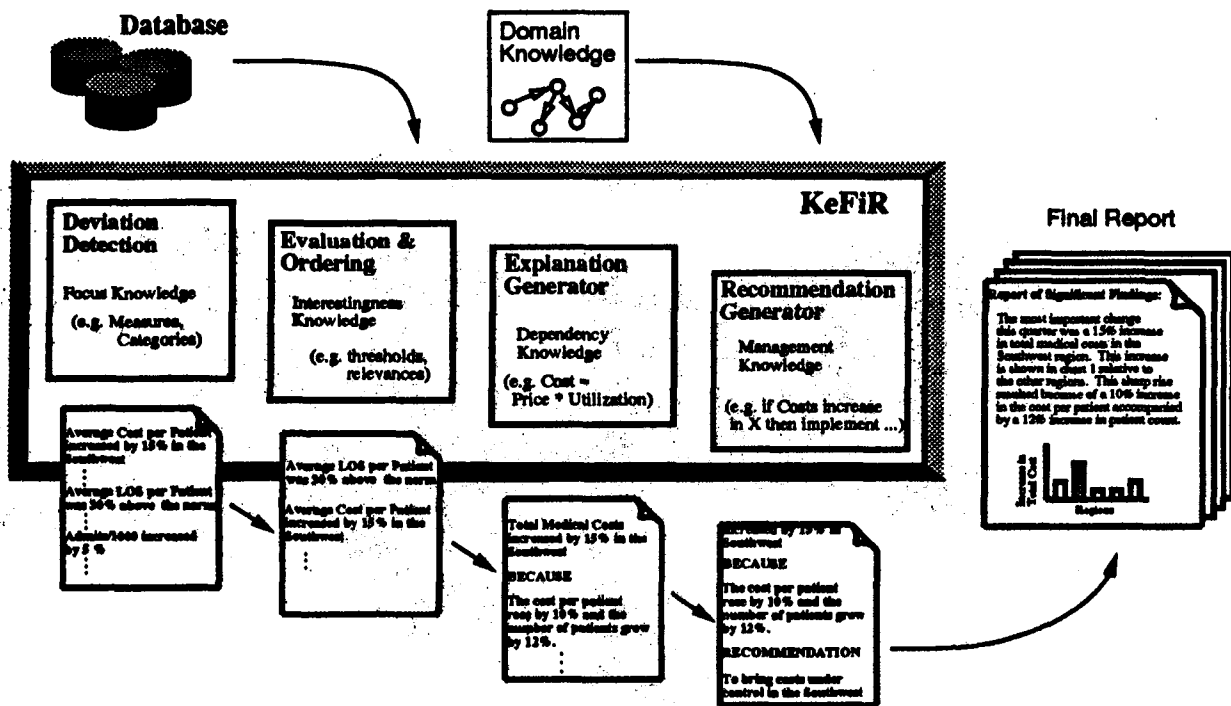 Database
Domain
Knowledge
KeFiR
Deviation
Detection
Focus Knowledge
(e.g. Measures,
Categories)
Evaluation &
Ordering
Interestingness
Knowledge
(e.g. thresholds,
relevances)
Explanation
Generator
Dependency
Knowledge
(e.g. Cost =
Price * Utilization)
Recommendation
Generator
Management
Knowledge
(e.g. if Costs increase
in X then implement ...)
Average Cost per Patient
increased by 15% in the
Southwest
Average LOS per Patient
was 30% above the norm
Admits/1000 increased
by 5 %
Average LOS per Patient
was 30% above the norm
Average Cost per Patient
increased by 15% in the
Southwest
Total Medical Costs
increased by 15% in the
Southwest
BECAUSE
The cost per patient
rose by 10% and the
number of patients grew
by 12%.
increased by 15% in the
Southwest
BECAUSE
The cost per patient
rose by 10% and the
number of patients grew
by 12%.
RECOMMENDATION
To bring costs under
control in the Southwest
Final Report
Report of Significant Findings:
The most important change
this quarter was a 15% increase
in total medical costs in the
Southwest region. This increase
is shown in chart 1 relative to
the other regions. This sharp rise
resulted because of a 10% increase
in the cost per patient accompanied
by a 12% increase in patient count.
Increase in
Total Cost
Regions